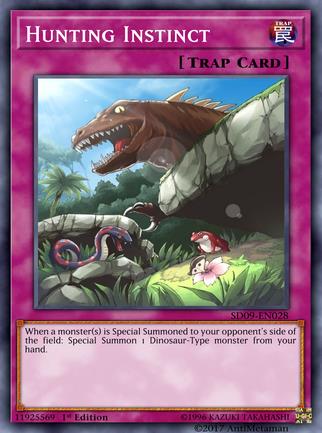 Hunting Instinct
TRAP
罠
[Trap Card]
SD09-EN028
When a monster(s) is Special Summoned to your opponent's side of
the field: Special Summon 1 Dinosaur-Type monster from your
hand.
11925569
1st Edition
©1996 KAZUKI TAKAHASHI
©2017 AntiMetaman